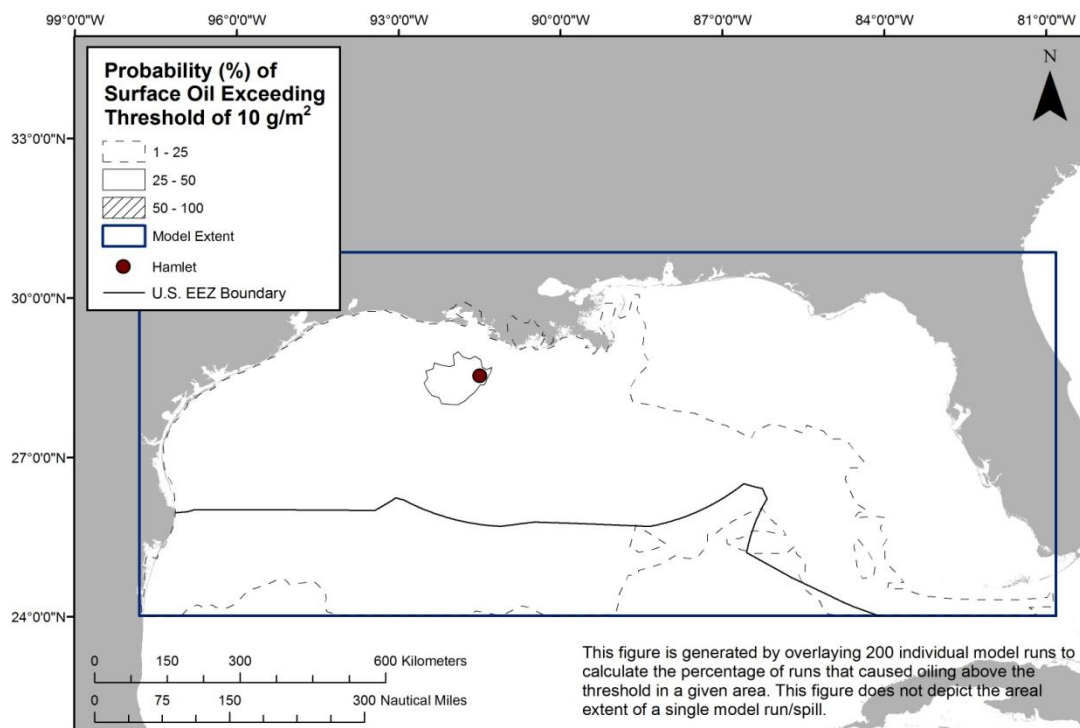 99°0'0"W 96°0'0"W 93°0'0"W 90°0'0"W 87°0'0"W 84°0'0"W 81°0'0"W
N
Probability (%) of
Surface Oil Exceeding
Threshold of 10 g/m²
1 - 25
25 - 50
50 - 100
Model Extent
Hamlet
U.S. EEZ Boundary
33°0'0"N
30°0'0"N
27°0'0"N
24°0'0"N
0 150 300 600 Kilometers
0 75 150 300 Nautical Miles
This figure is generated by overlaying 200 individual model runs to
calculate the percentage of runs that caused oiling above the
threshold in a given area. This figure does not depict the areal
extent of a single model run/spill.